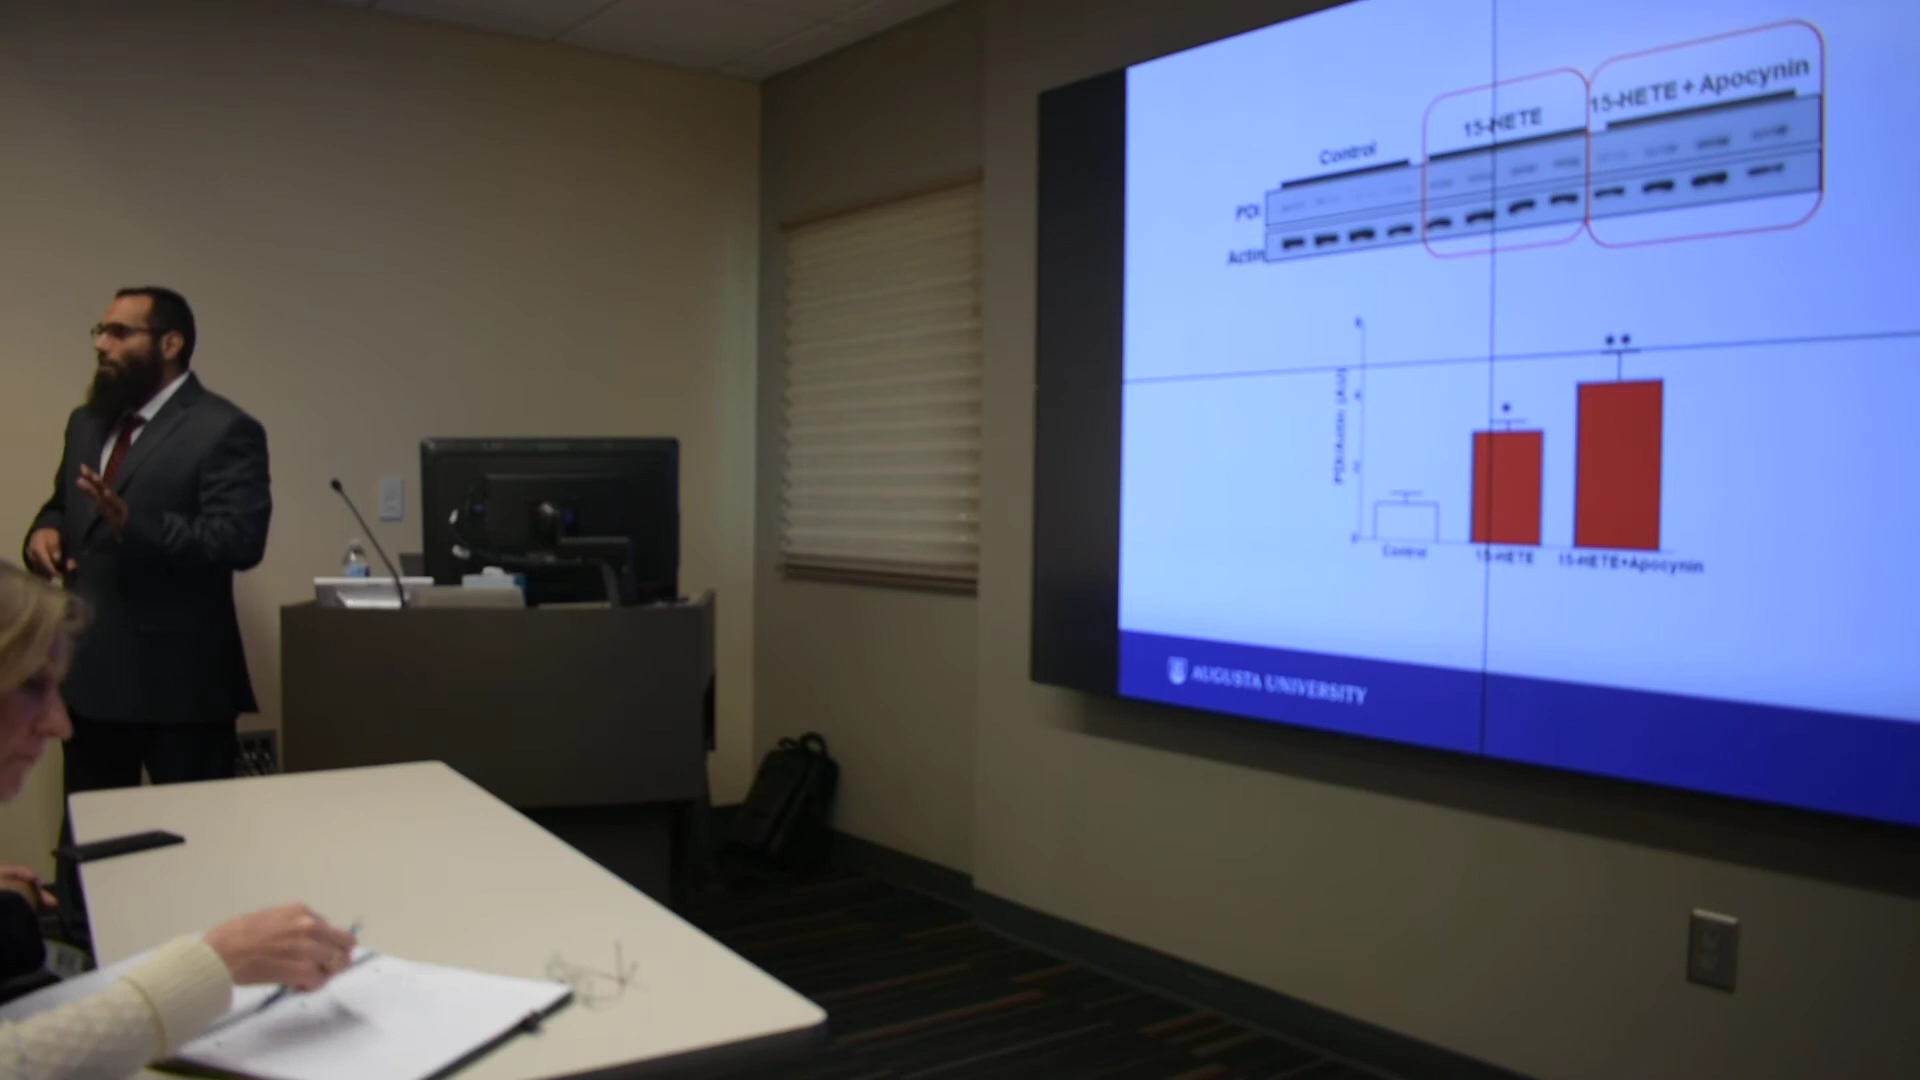 15-HETE + Apocynin
15-HETE
Control
PDI
Actin
Control
15-HETE
15-HETE+Apocynin
AUGUSTA UNIVERSITY